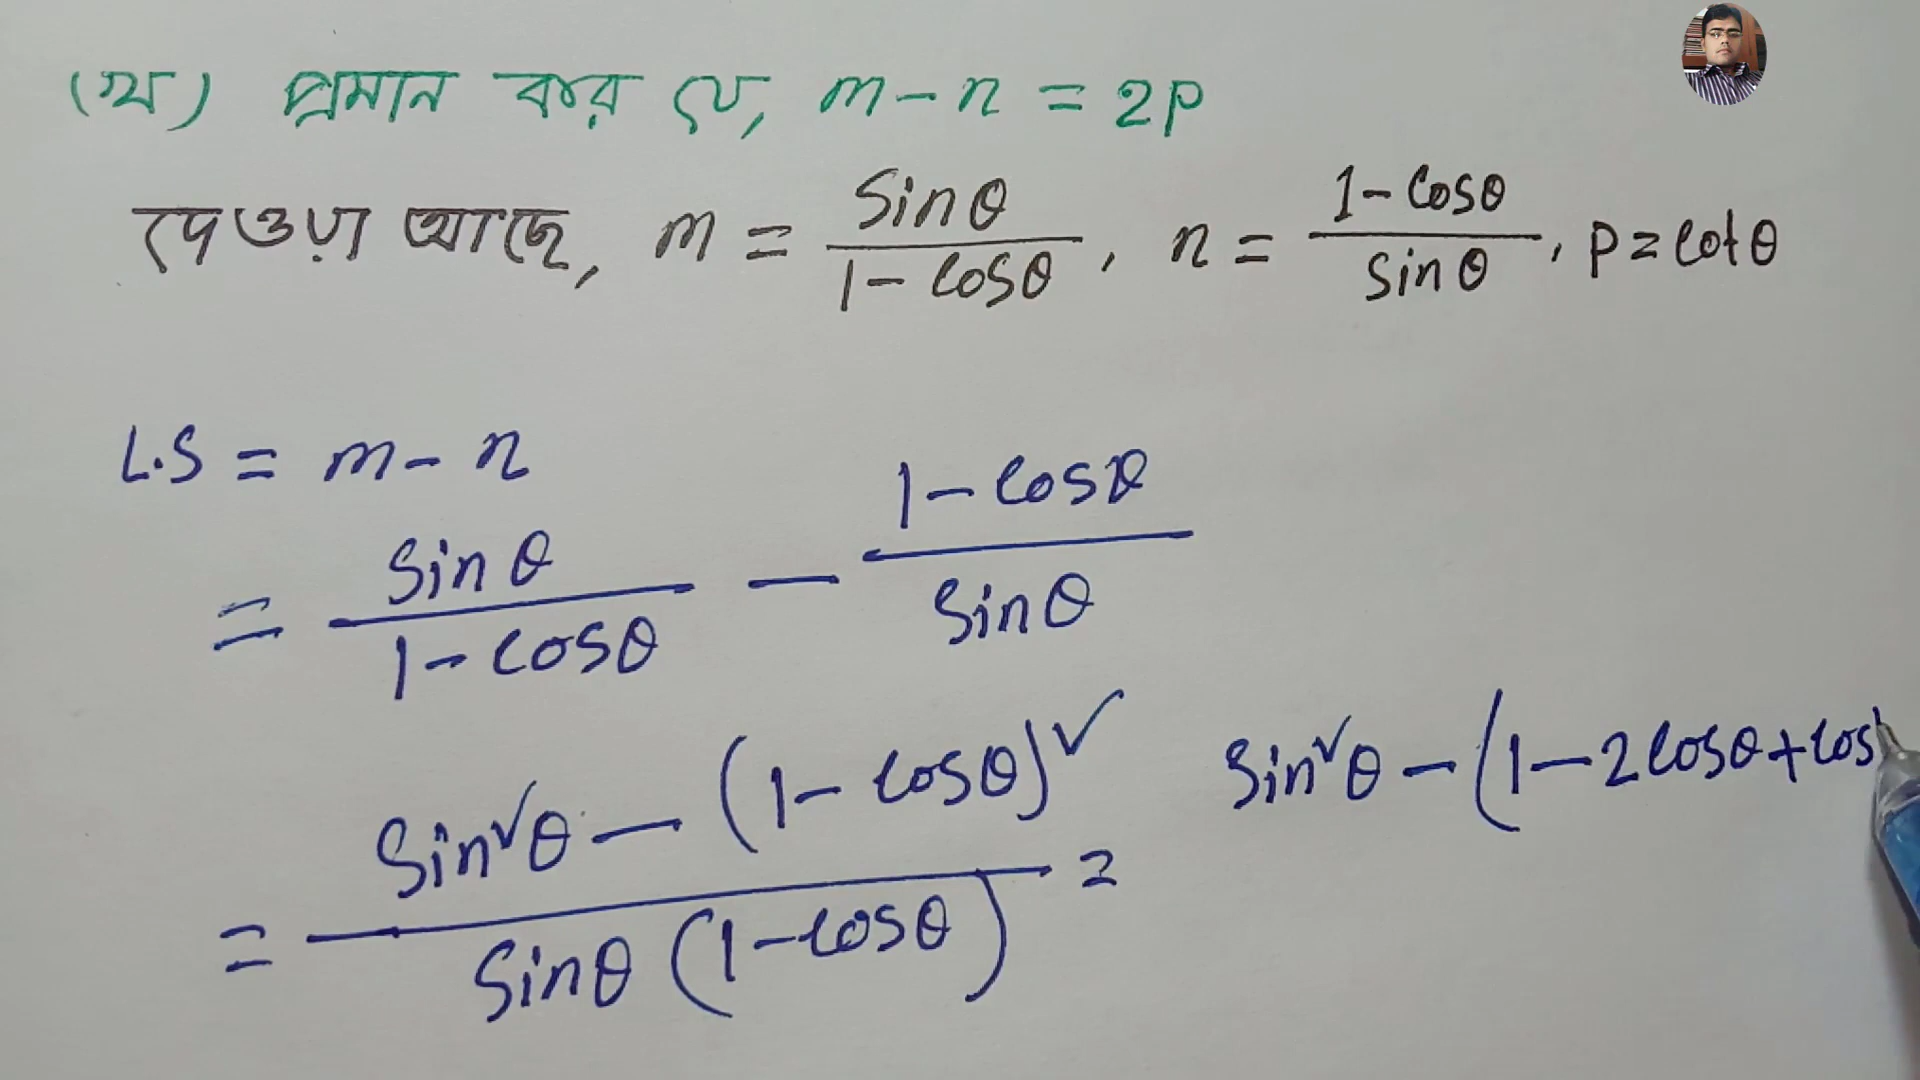 (খ) প্রমান কর যে, m - n = 2p
দেওয়া আছে, m = sinθ / 1 - cosθ , n = 1 - cosθ / sinθ , p = cotθ
L.S = m - n
= sinθ / 1 - cosθ - 1 - cosθ / sinθ
= sin²θ - (1 - cosθ)² / sinθ (1 - cosθ) = sin²θ - (1 - 2cosθ + cos